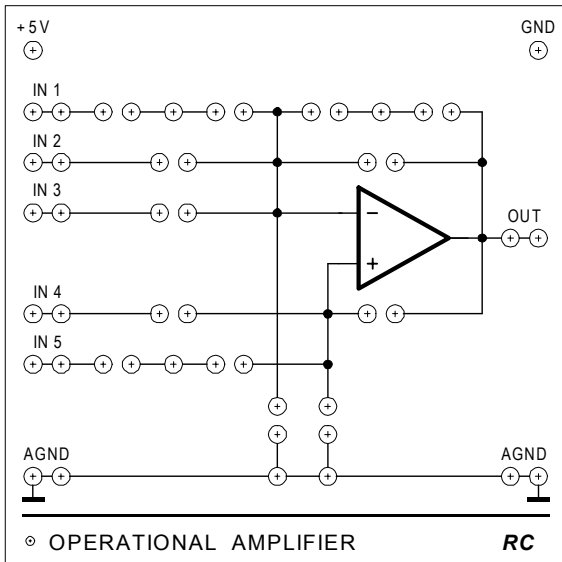 +5V GND
IN 1
IN 2
IN 3
OUT
IN 4
IN 5
AGND AGND
OPERATIONAL AMPLIFIER RC